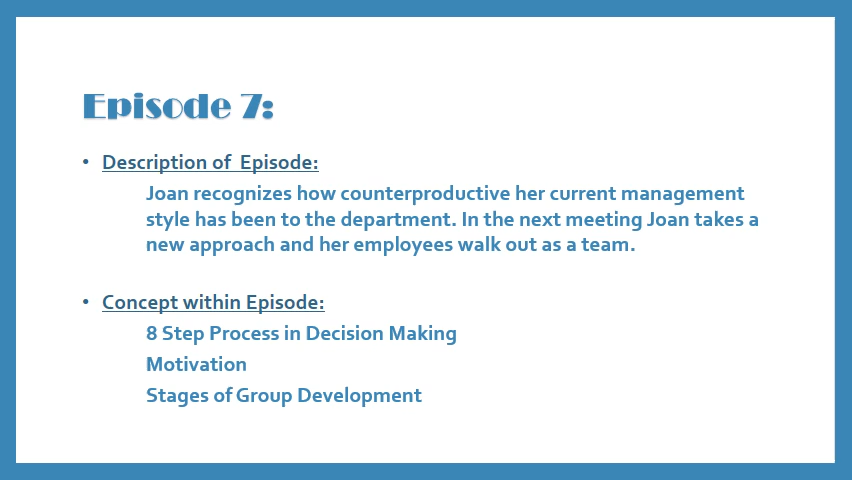 Episode 7:
• Description of  Episode:
Joan recognizes how counterproductive her current management
style has been to the department. In the next meeting Joan takes a
new approach and her employees walk out as a team.
• Concept within Episode:
8 Step Process in Decision Making
Motivation
Stages of Group Development